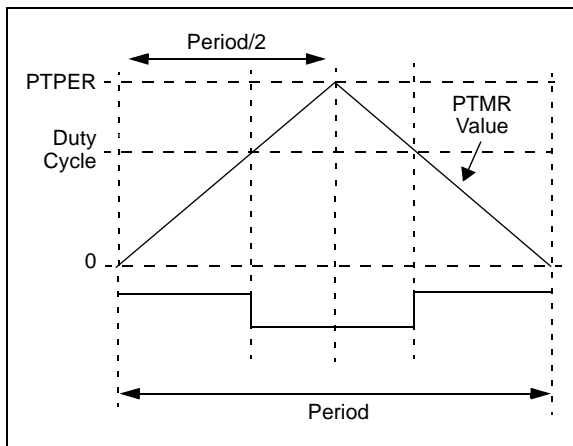 Period/2
PTPER
PTMR
Value
Duty
Cycle
0
Period